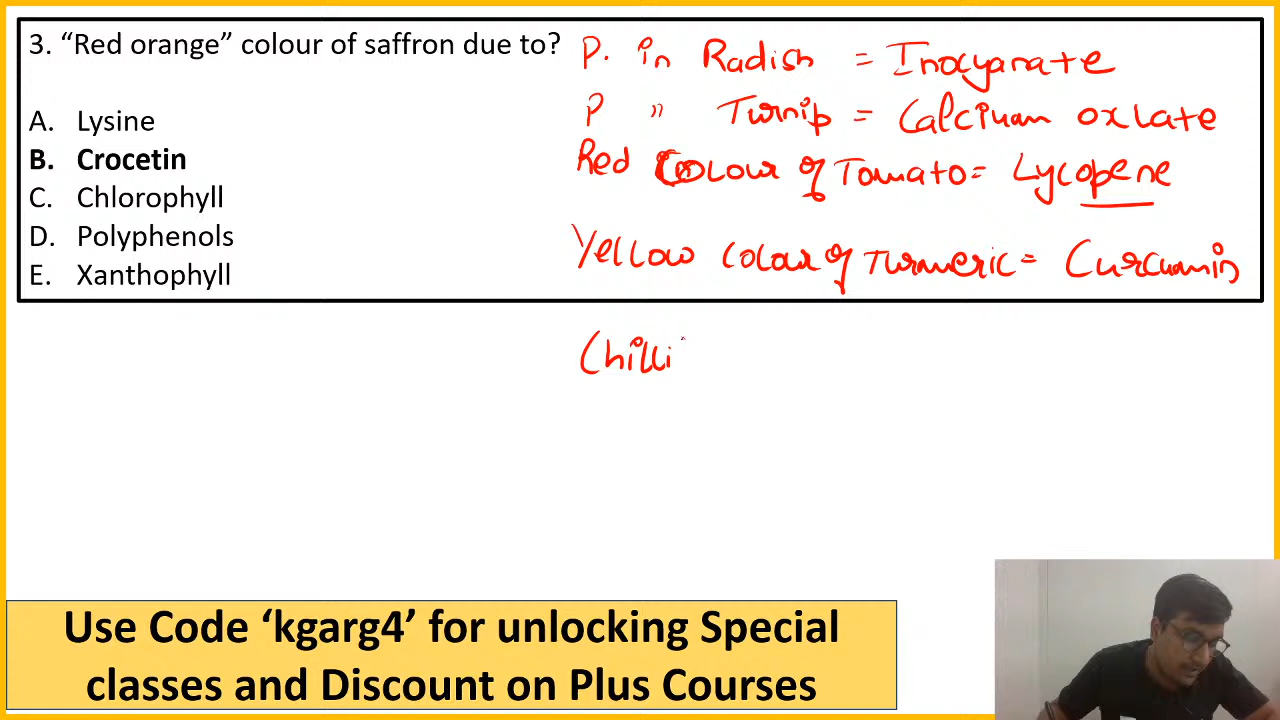 3. “Red orange” colour of saffron due to?
A. Lysine
B. Crocetin
C. Chlorophyll
D. Polyphenols
E. Xanthophyll
P. in Radish = Inocyanate
P " Turnip = Calcium oxlate
Red Colour of Tomato = Lycopene
Yellow colour of Turmeric = Curcumin
Chilli
Use Code ‘kgarg4’ for unlocking Special
classes and Discount on Plus Courses